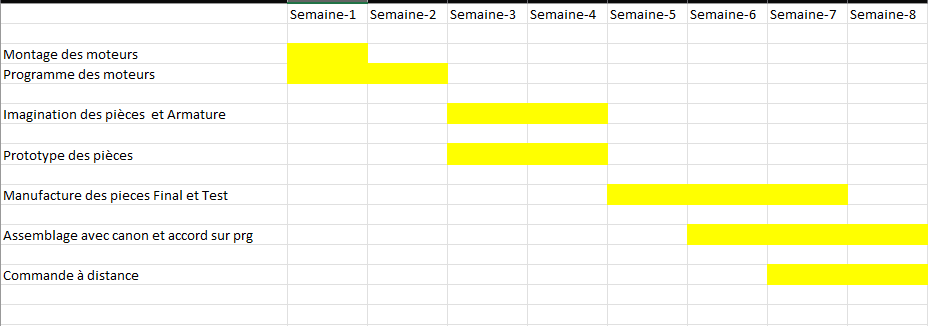 Semaine-1 Semaine-2 Semaine-3 Semaine-4 Semaine-5 Semaine-6 Semaine-7 Semaine-8
Montage des moteurs
Programme des moteurs
Imagination des pièces et Armature
Prototype des pièces
Manufacture des pieces Final et Test
Assemblage avec canon et accord sur prg
Commande à distance